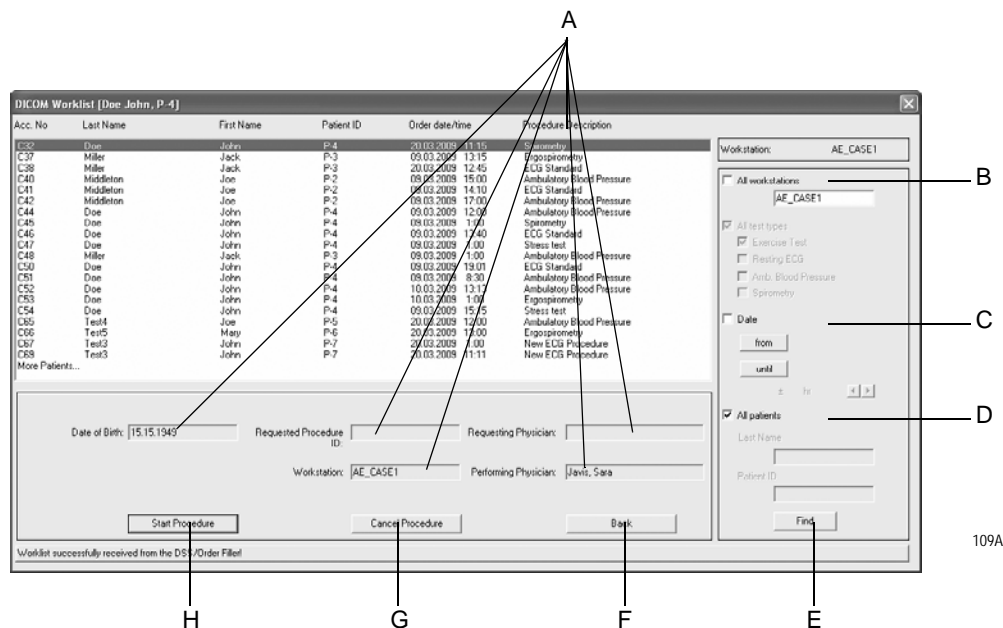 A
DICOM Worklist [Doe John, P-4]
Acc. No Last Name First Name Patient ID Order date/time Procedure Description
C32 Doe John P-4 20.03.2009 11:15 Spirometry
C37 Miller Jack P-3 09.03.2009 13:15 Ergospirometry
C38 Miller Jack P-3 20.03.2009 12:45 ECG Standard
C40 Middleton Joe P-2 09.03.2009 15:00 Ambulatory Blood Pressure
C41 Middleton Joe P-2 09.03.2009 14:10 ECG Standard
C42 Middleton Joe P-2 09.03.2009 17:00 Ambulatory Blood Pressure
C44 Doe John P-4 09.03.2009 12:00 Ambulatory Blood Pressure
C45 Doe John P-4 09.03.2009 1:00 Spirometry
C46 Doe John P-4 09.03.2009 13:40 ECG Standard
C47 Doe John P-4 09.03.2009 1:00 Stress test
C48 Miller Jack P-3 09.03.2009 1:00 Ambulatory Blood Pressure
C50 Doe John P-4 09.03.2009 19:01 ECG Standard
C51 Doe John P-4 09.03.2009 8:30 Ambulatory Blood Pressure
C52 Doe John P-4 10.03.2009 Ambulatory Blood Pressure
C53 Doe John P-4 10.03.2009 1:00 Ergospirometry
C54 Doe John P-4 09.03.2009 15:45 Stress test
C65 Test4 Joe P-5 20.03.2009 12:00 Ambulatory Blood Pressure
C66 Test5 Mary P-6 20.03.2009 Ergospirometry
C67 Test3 John P-7 20.03.2009 1:00 New ECG Procedure
C69 Test3 John P-7 20.03.2009 11:11 New ECG Procedure
More Patients...
Date of Birth: 15.15.1949
Requested Procedure ID:
Requesting Physician:
Workstation: AE_CASE1
Performing Physician: Javis, Sara
Start Procedure Cancel Procedure Back
Worklist successfully received from the DSS/Order Filler!
Workstation: AE_CASE1
All workstations
AE_CASE1
All test types
Exercise Test
Resting ECG
Amb. Blood Pressure
Spirometry
Date
from
until
± hr
All patients
Last Name
Patient ID
Find
B
C
D
109A
H
G
F
E